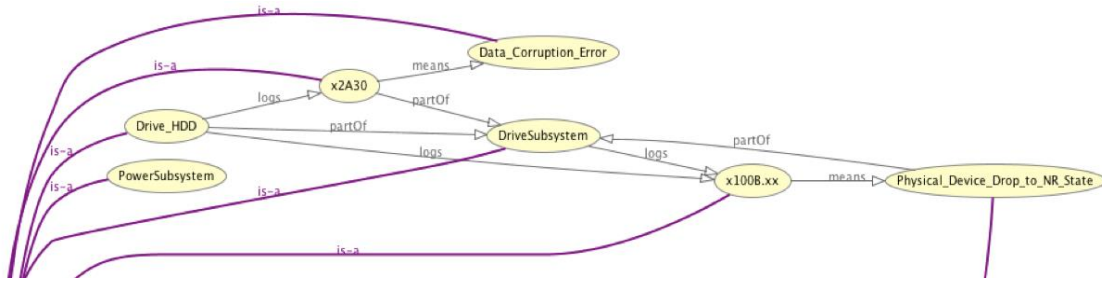 is-a
Data_Corruption_Error
means
is-a
x2A30
logs
partOf
Drive_HDD
partOf
DriveSubsystem
partOf
is-a
logs
logs
PowerSubsystem
is-a
x100B.xx
means
Physical_Device_Drop_to_NR_State
is-a
is-a